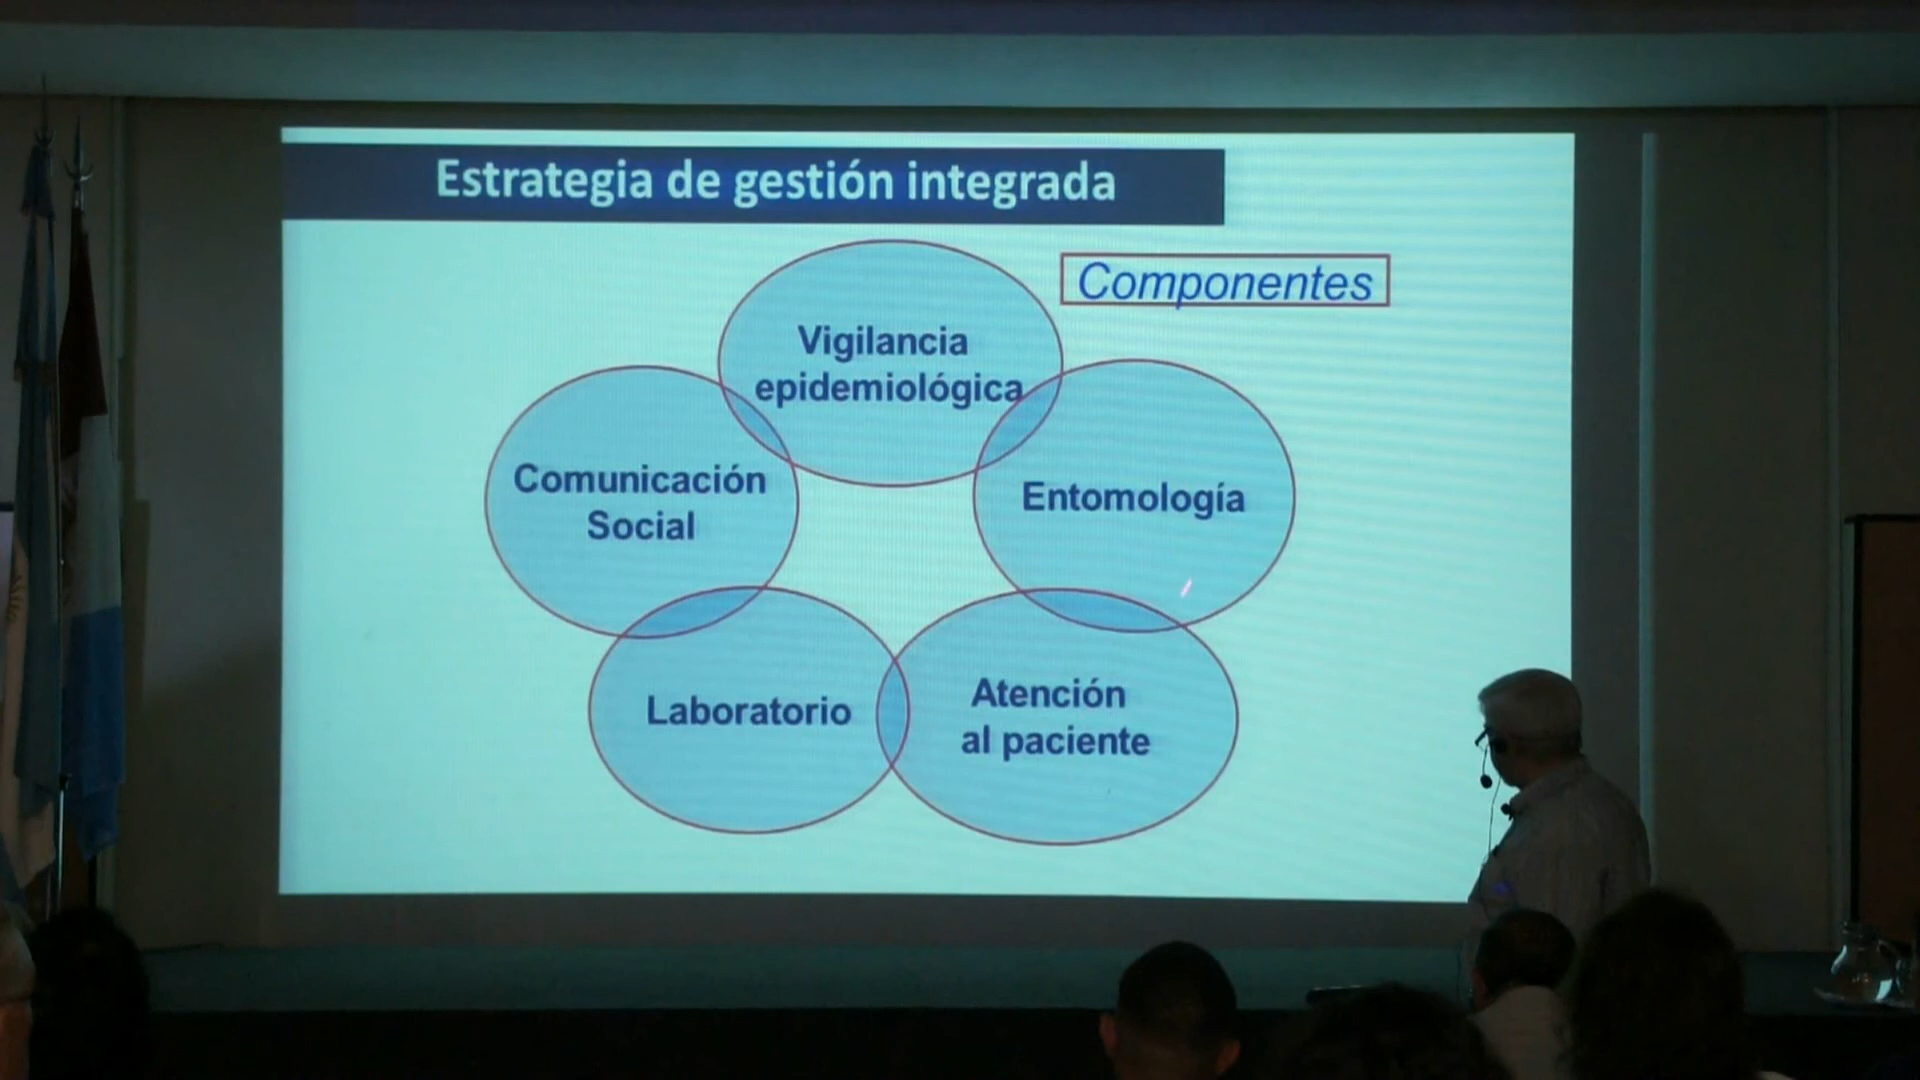 Estrategia de gestión integrada
Componentes
Vigilancia
epidemiológica
Comunicación
Social
Entomología
Laboratorio
Atención
al paciente